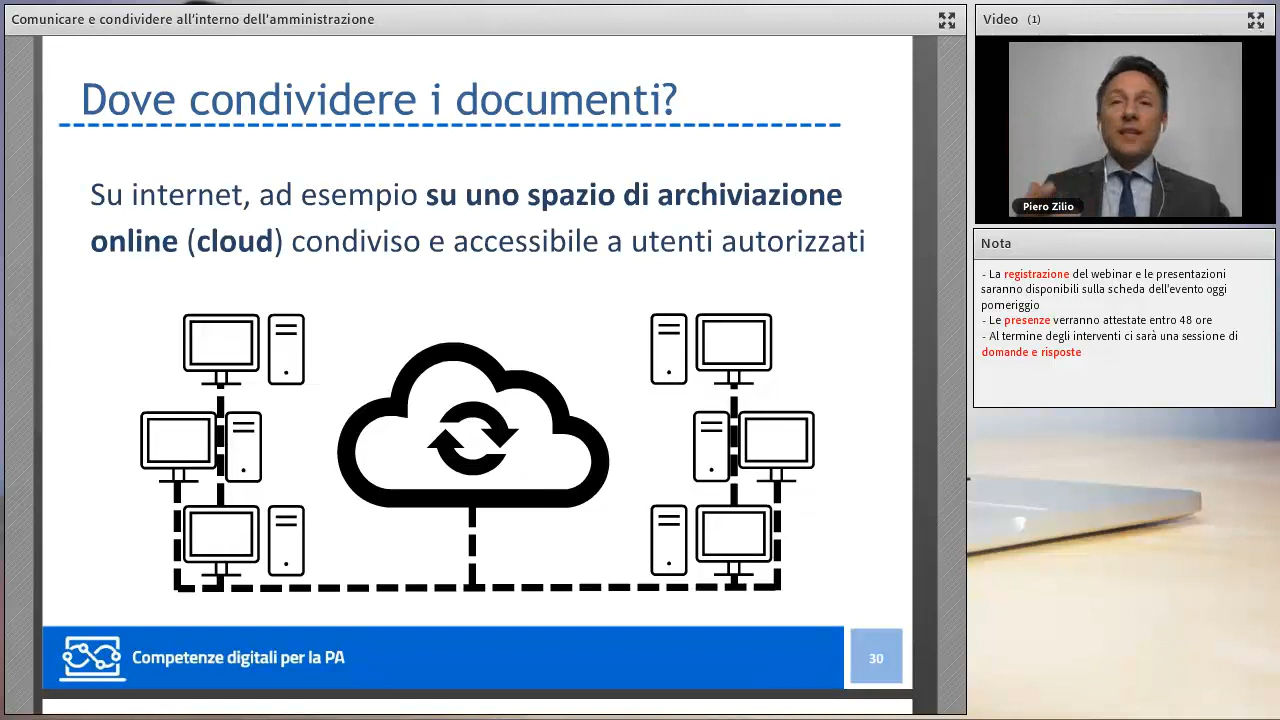 Comunicare e condividere all'interno dell'amministrazione
Dove condividere i documenti?
Su internet, ad esempio su uno spazio di archiviazione
online (cloud) condiviso e accessibile a utenti autorizzati
Competenze digitali per la PA
30
Video (1)
Piero Zilio
Nota
- La registrazione del webinar e le presentazioni
saranno disponibili sulla scheda dell'evento oggi
pomeriggio
- Le presenze verranno attestate entro 48 ore
- Al termine degli interventi ci sarà una sessione di
domande e risposte